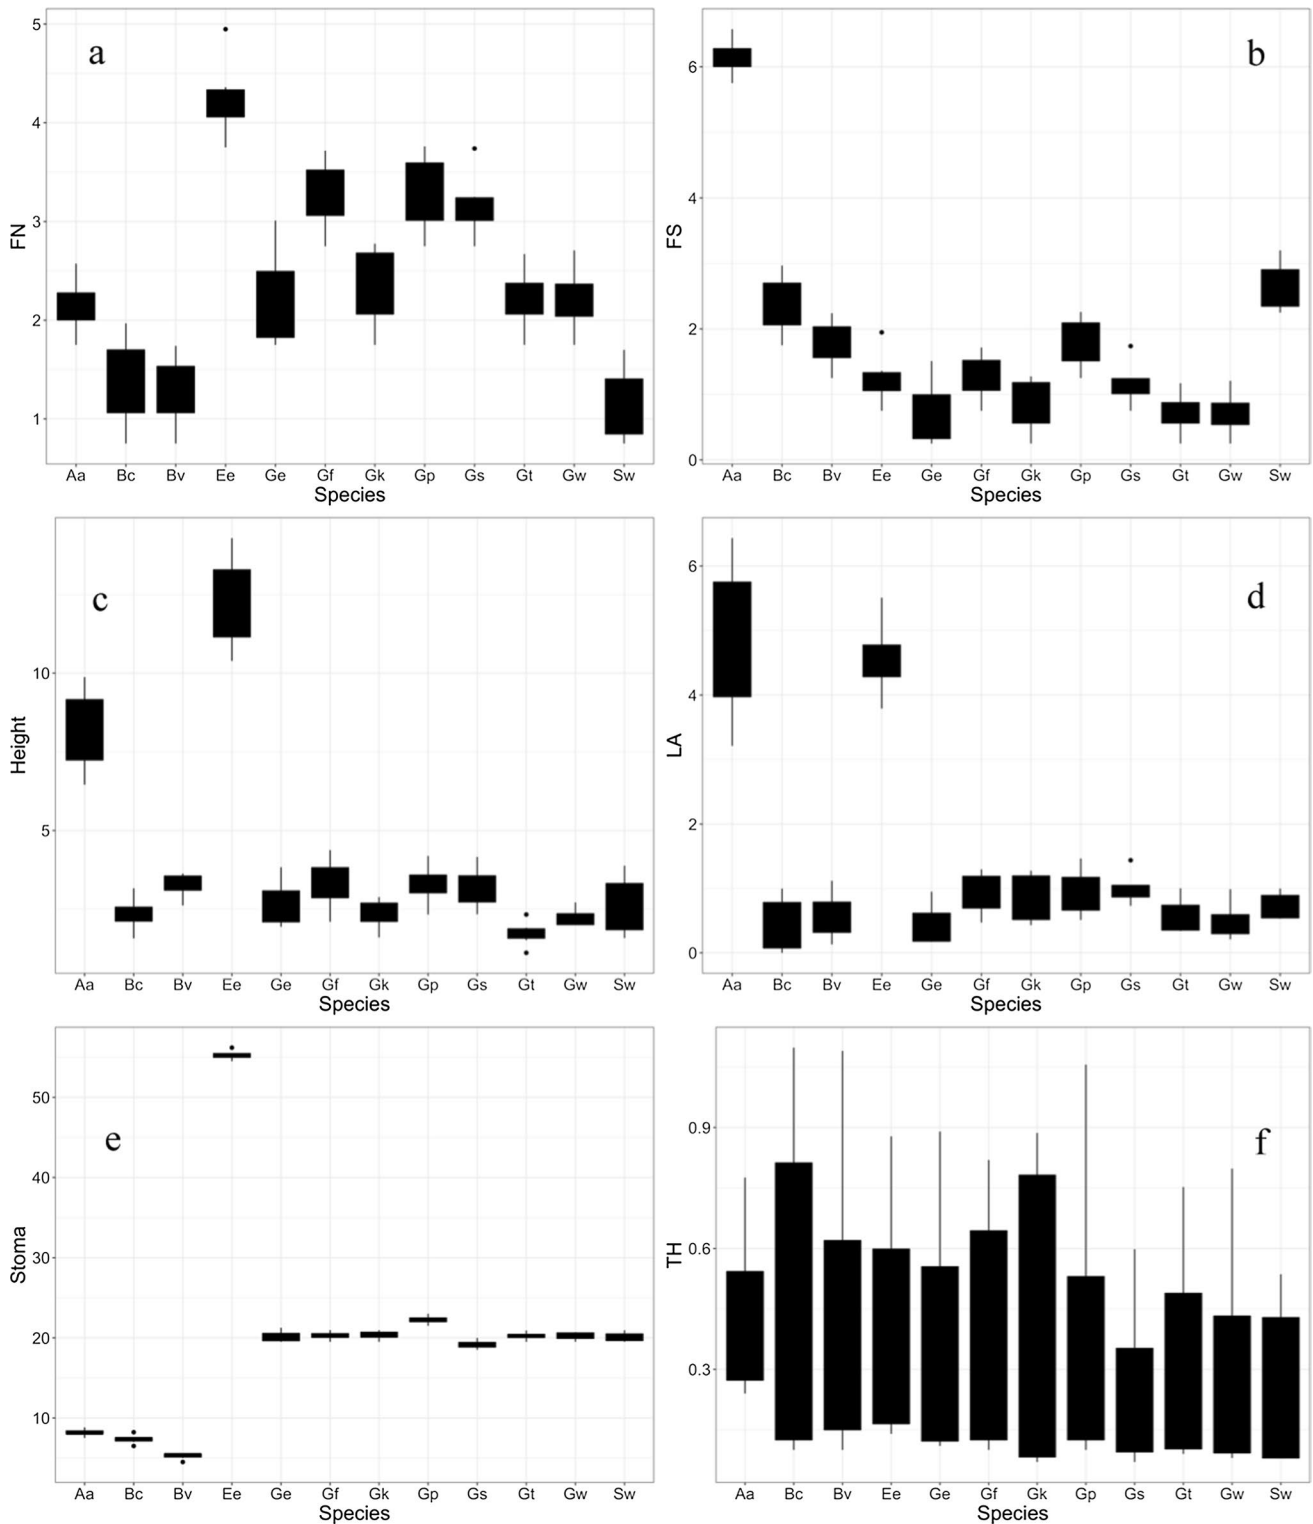 a
FN
5
4
3
2
1
Aa Bc Bv Ee Ge Gf Gk Gp Gs Gt Gw Sw
Species
b
FS
6
4
2
0
Aa Bc Bv Ee Ge Gf Gk Gp Gs Gt Gw Sw
Species
c
Height
10
5
Aa Bc Bv Ee Ge Gf Gk Gp Gs Gt Gw Sw
Species
d
LA
6
4
2
0
Aa Bc Bv Ee Ge Gf Gk Gp Gs Gt Gw Sw
Species
e
Stoma
50
40
30
20
10
Aa Bc Bv Ee Ge Gf Gk Gp Gs Gt Gw Sw
Species
f
TH
0.9
0.6
0.3
Aa Bc Bv Ee Ge Gf Gk Gp Gs Gt Gw Sw
Species